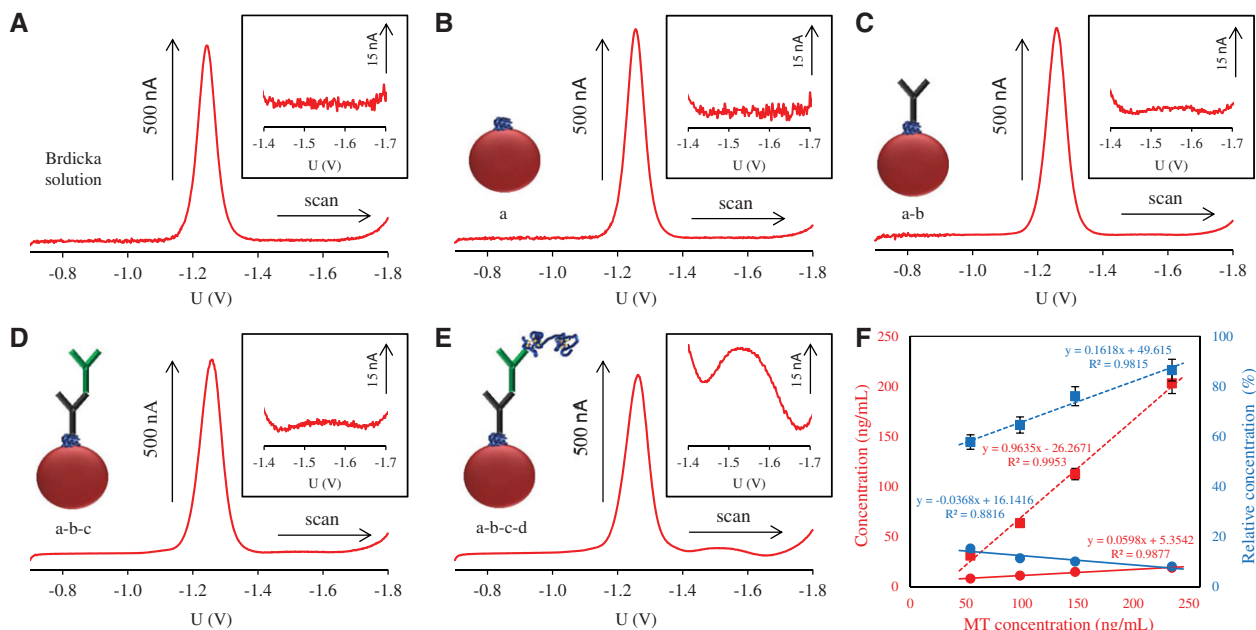 A
500 nA
Brdicka
solution
15 nA
-1.4 -1.5 -1.6 -1.7
U (V)
scan
-0.8 -1.0 -1.2 -1.4 -1.6 -1.8
U (V)
B
500 nA
a
15 nA
-1.4 -1.5 -1.6 -1.7
U (V)
scan
-0.8 -1.0 -1.2 -1.4 -1.6 -1.8
U (V)
C
500 nA
a-b
15 nA
-1.4 -1.5 -1.6 -1.7
U (V)
scan
-0.8 -1.0 -1.2 -1.4 -1.6 -1.8
U (V)
D
500 nA
a-b-c
15 nA
-1.4 -1.5 -1.6 -1.7
U (V)
scan
-0.8 -1.0 -1.2 -1.4 -1.6 -1.8
U (V)
E
500 nA
a-b-c-d
15 nA
-1.4 -1.5 -1.6 -1.7
U (V)
scan
-0.8 -1.0 -1.2 -1.4 -1.6 -1.8
U (V)
F
Concentration (ng/mL)
250
200
150
100
50
0
y = 0.1618x + 49.615
R² = 0.9815
y = 0.9635x - 26.2671
R² = 0.9953
y = -0.0368x + 16.1416
R² = 0.8816
y = 0.0598x + 5.3542
R² = 0.9877
100
80
60
40
20
0
Relative concentration (%)
0 50 100 150 200 250
MT concentration (ng/mL)